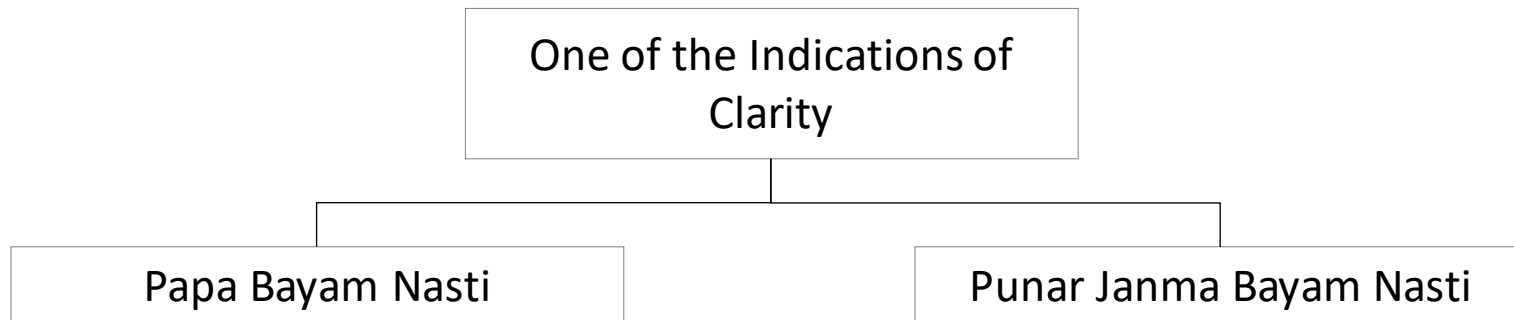 One of the Indications of
Clarity
Papa Bayam Nasti
Punar Janma Bayam Nasti